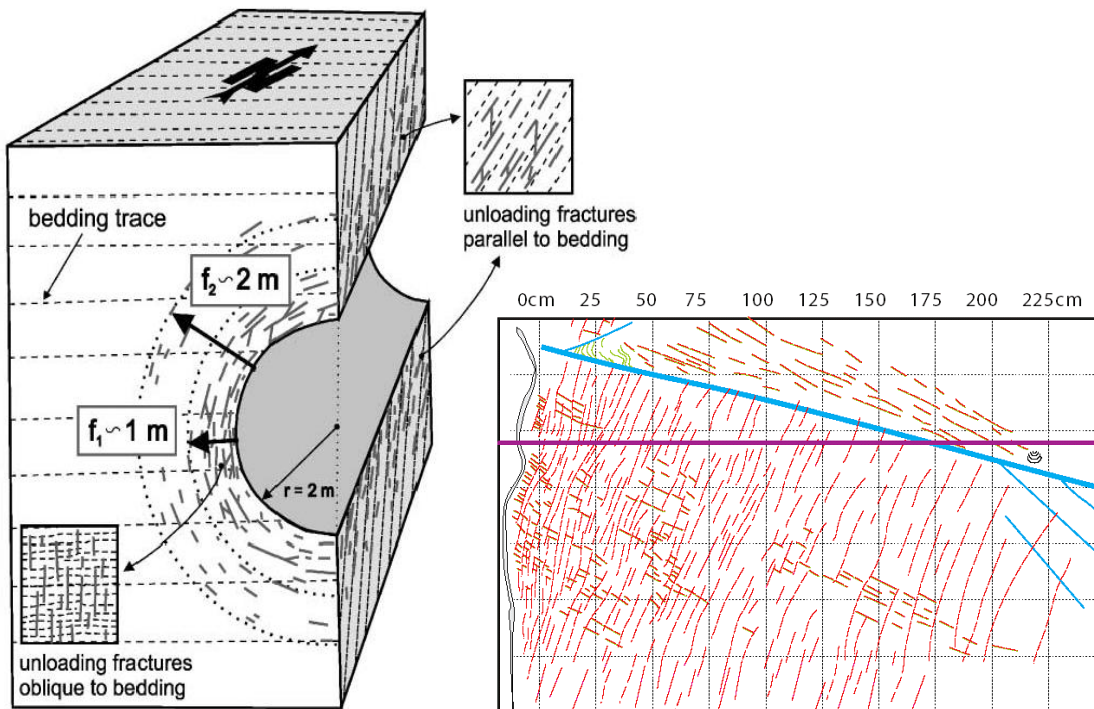 bedding trace
f2 ~ 2 m
f1 ~ 1 m
r = 2 m
unloading fractures
parallel to bedding
unloading fractures
oblique to bedding
0cm 25 50 75 100 125 150 175 200 225cm